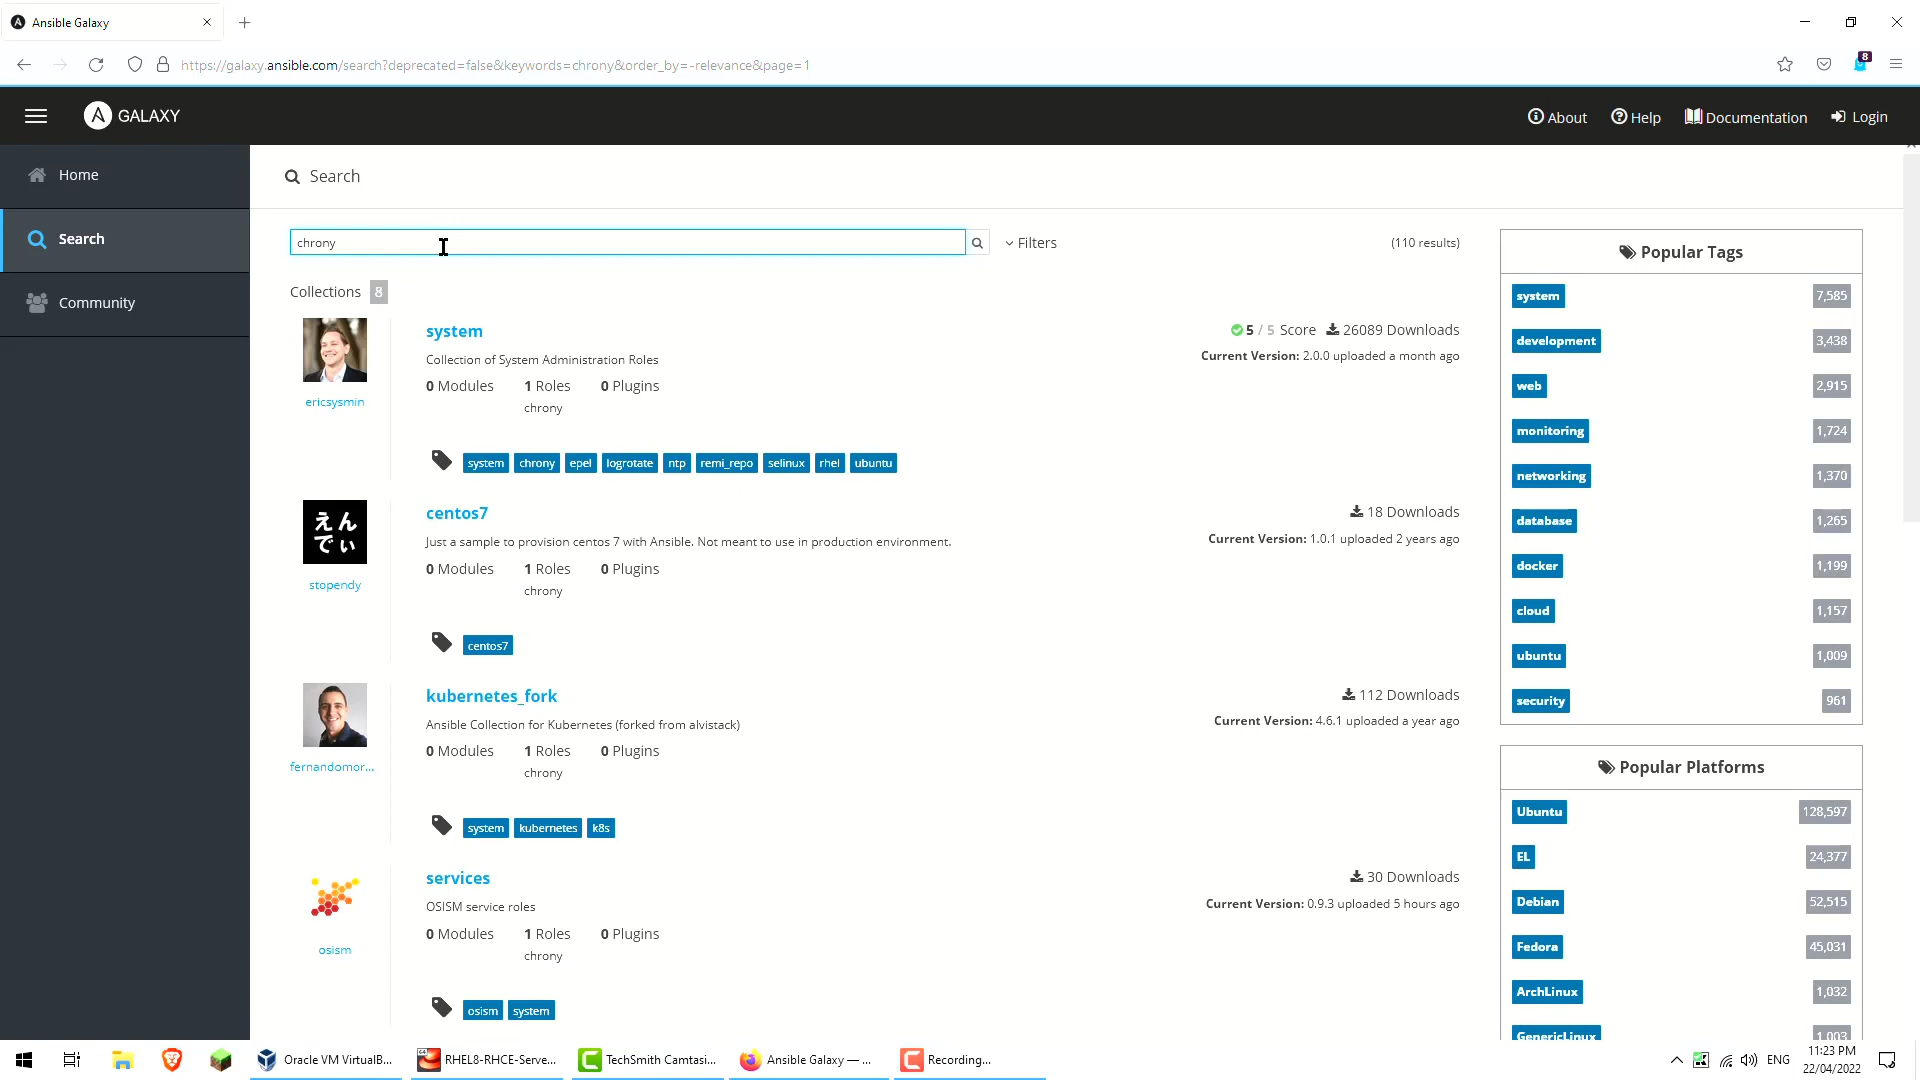 Ansible Galaxy
https://galaxy.ansible.com/search?deprecated=false&keywords=chrony&order_by=-relevance&page=1
8
A GALAXY
About
Help
Documentation
Login
Home
Search
Community
Search
chrony
Filters
(110 results)
Collections 8
system
5 / 5 Score 26089 Downloads
Collection of System Administration Roles
Current Version: 2.0.0 uploaded a month ago
0 Modules 1 Roles 0 Plugins
chrony
ericsysmin
system chrony epel logrotate ntp remi_repo selinux rhel ubuntu
えん
でぃ
centos7
18 Downloads
Just a sample to provision centos 7 with Ansible. Not meant to use in production environment.
Current Version: 1.0.1 uploaded 2 years ago
0 Modules 1 Roles 0 Plugins
chrony
stopendy
centos7
kubernetes_fork
112 Downloads
Ansible Collection for Kubernetes (forked from alvistack)
Current Version: 4.6.1 uploaded a year ago
0 Modules 1 Roles 0 Plugins
chrony
fernandomor...
system kubernetes k8s
services
30 Downloads
OSISM service roles
Current Version: 0.9.3 uploaded 5 hours ago
0 Modules 1 Roles 0 Plugins
chrony
osism
osism system
Popular Tags
system 7,585
development 3,438
web 2,915
monitoring 1,724
networking 1,370
database 1,265
docker 1,199
cloud 1,157
ubuntu 1,009
security 961
Popular Platforms
Ubuntu 128,597
EL 24,377
Debian 52,515
Fedora 45,031
ArchLinux 1,032
GenericLinux 1,003
Oracle VM VirtualB...
RHEL8-RHCE-Serve...
TechSmith Camtasi...
Ansible Galaxy — ...
Recording...
ENG
11:23 PM
22/04/2022